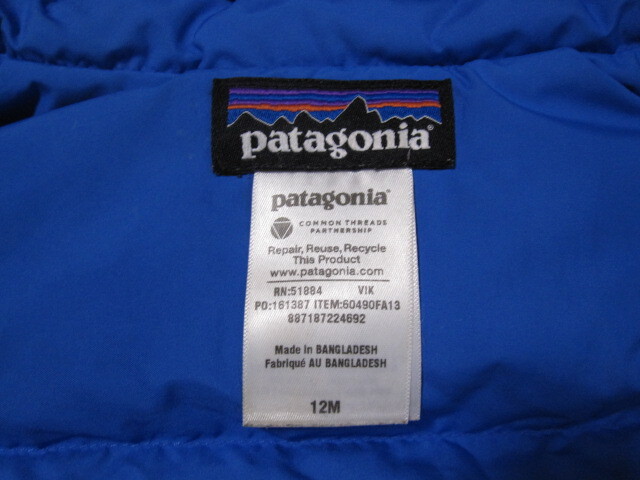 patagonia®
patagonia®
COMMON THREADS
PARTNERSHIP
Repair, Reuse, Recycle
This Product
www.patagonia.com
RN:51884 VIK
PO:161387 ITEM:60490FA13
887187224692
Made in BANGLADESH
Fabriqué AU BANGLADESH
12M